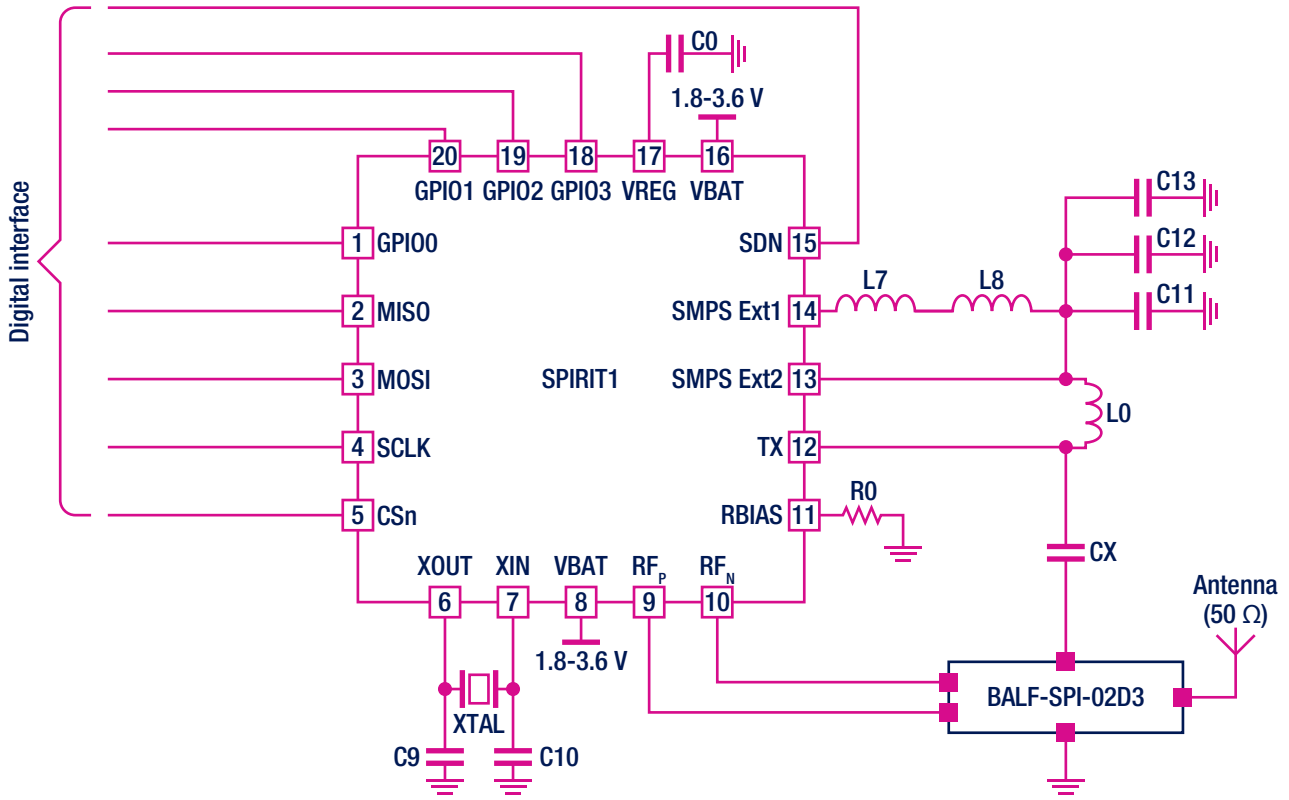 C0
1.8-3.6 V
20
19
18
17
16
GPIO1
GPIO2
GPIO3
VREG
VBAT
Digital interface
1
GPIO0
2
MISO
3
MOSI
4
SCLK
5
CSn
SPIRIT1
SDN
15
SMPS Ext1
14
SMPS Ext2
13
TX
12
RBIAS
11
L7
L8
C13
C12
C11
L0
R0
CX
XOUT
XIN
VBAT
RFP
RFN
6
7
8
9
10
1.8-3.6 V
XTAL
C9
C10
Antenna
(50 Ω)
BALF-SPI-02D3